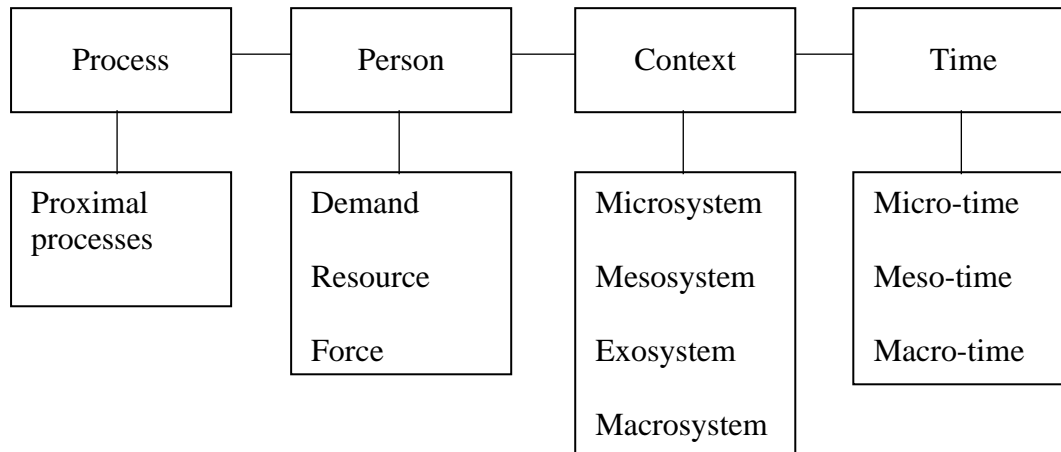 Process
Person
Context
Time
Proximal
processes
Demand
Resource
Force
Microsystem
Mesosystem
Exosystem
Macrosystem
Micro-time
Meso-time
Macro-time